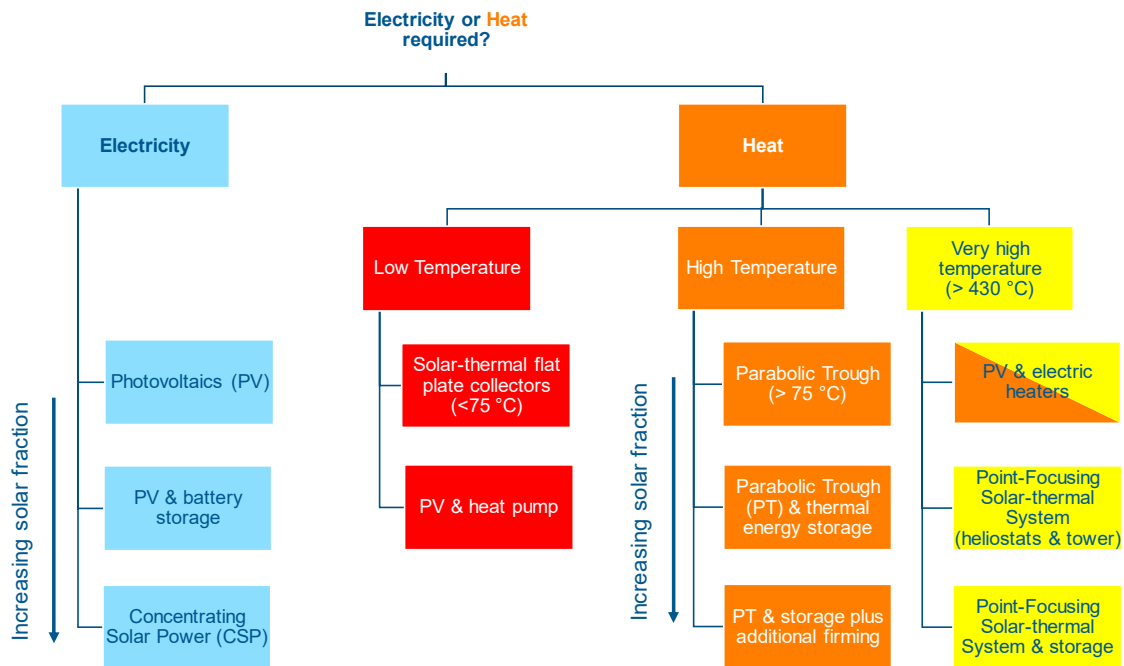 Electricity or Heat
required?
Electricity
Heat
Low Temperature
High Temperature
Very high
temperature
(> 430 °C)
Increasing solar fraction
Photovoltaics (PV)
PV & battery
storage
Concentrating
Solar Power (CSP)
Solar-thermal flat
plate collectors
(<75 °C)
PV & heat pump
Increasing solar fraction
Parabolic Trough
(> 75 °C)
Parabolic Trough
(PT) & thermal
energy storage
PT & storage plus
additional firming
PV & electric
heaters
Point-Focusing
Solar-thermal
System
(heliostats & tower)
Point-Focusing
Solar-thermal
System & storage